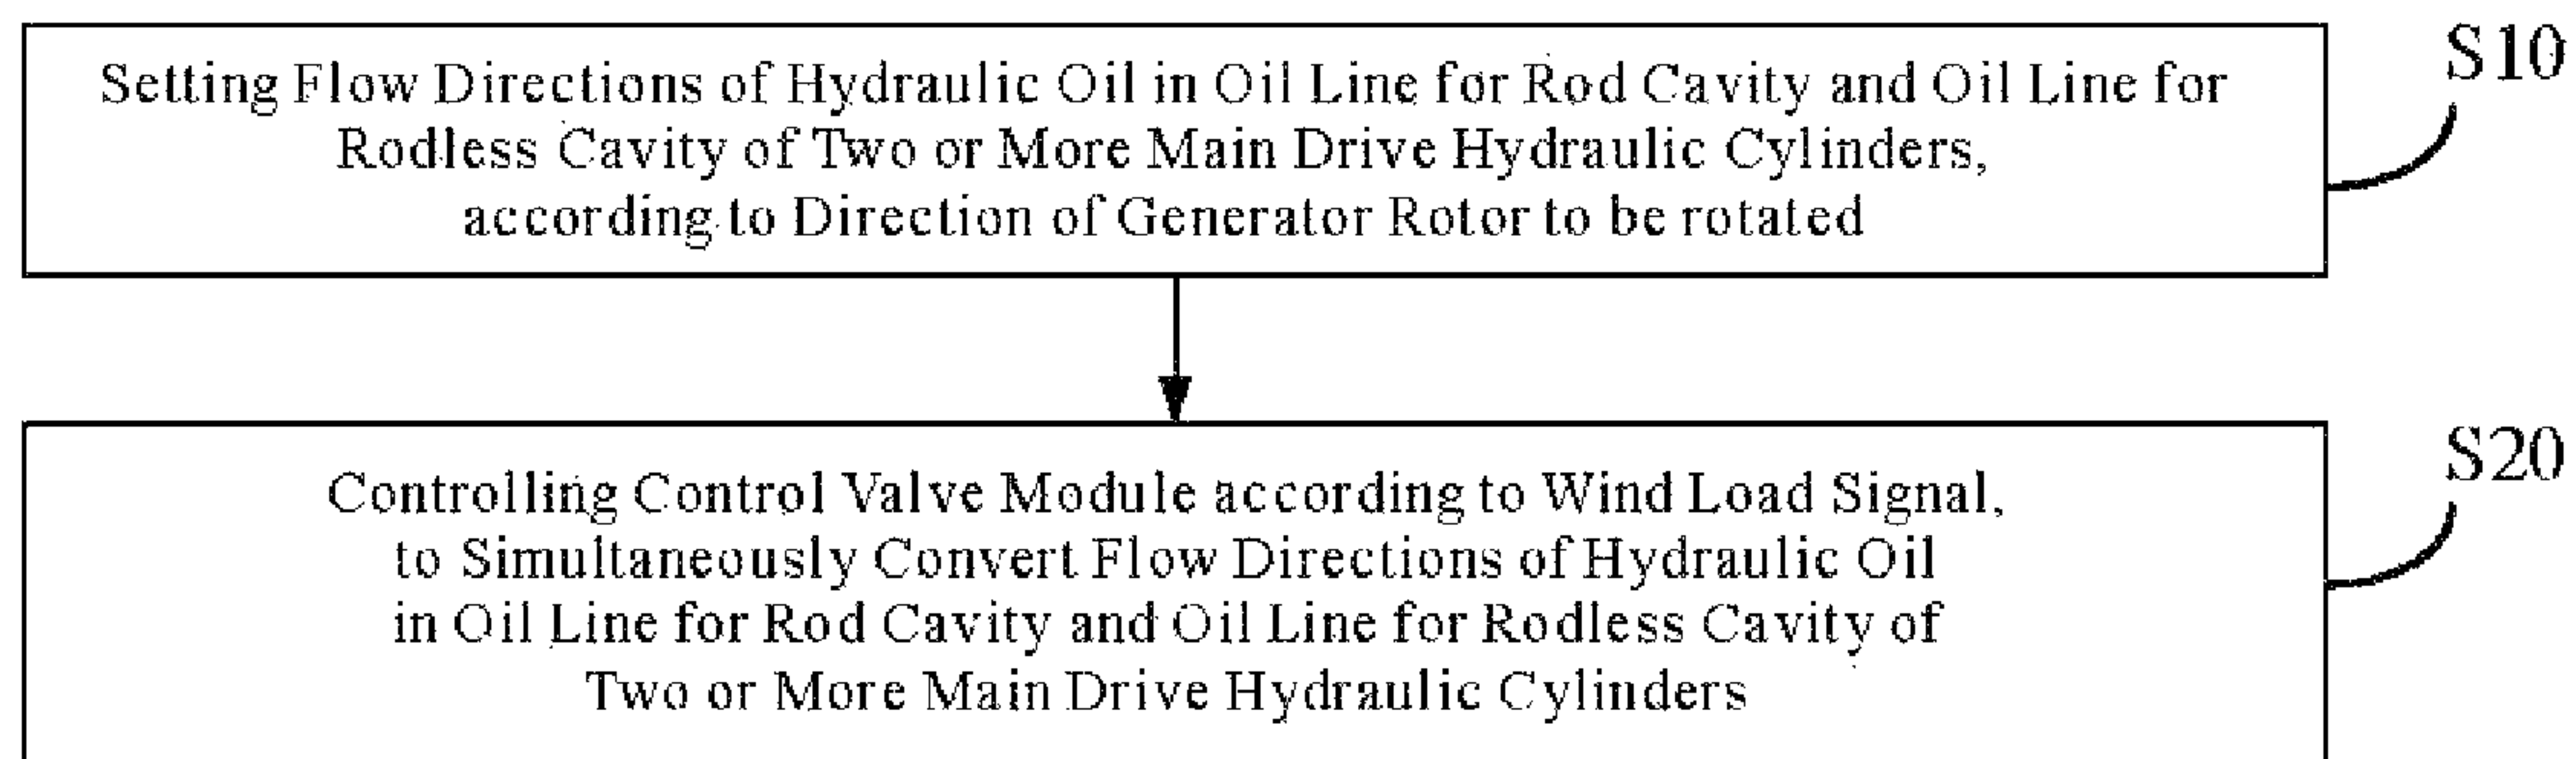 Setting Flow Directions of Hydraulic Oil in Oil Line for Rod Cavity and Oil Line for
Rodless Cavity of Two or More Main Drive Hydraulic Cylinders,
according to Direction of Generator Rotor to be rotated
S10
Controlling Control Valve Module according to Wind Load Signal,
to Simultaneously Convert Flow Directions of Hydraulic Oil
in Oil Line for Rod Cavity and Oil Line for Rodless Cavity of
Two or More Main Drive Hydraulic Cylinders
S20